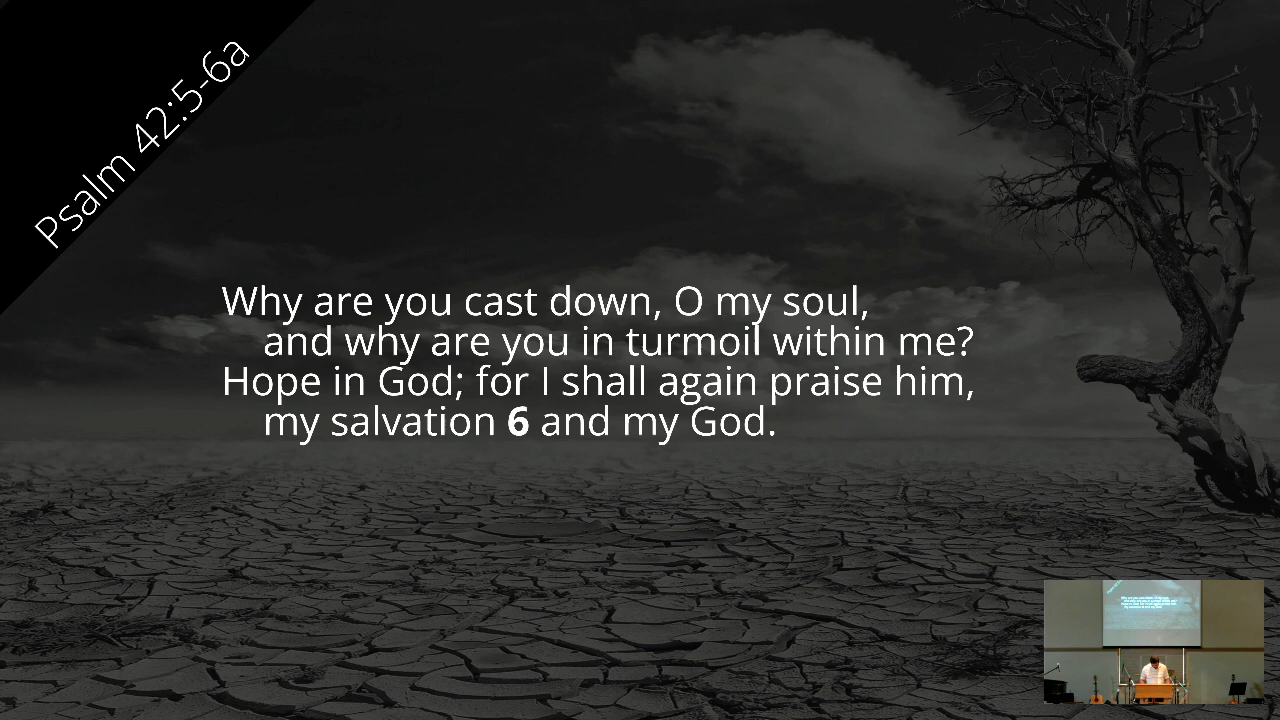 Psalm 42:5-6a
Why are you cast down, O my soul,
and why are you in turmoil within me?
Hope in God; for I shall again praise him,
my salvation 6 and my God.